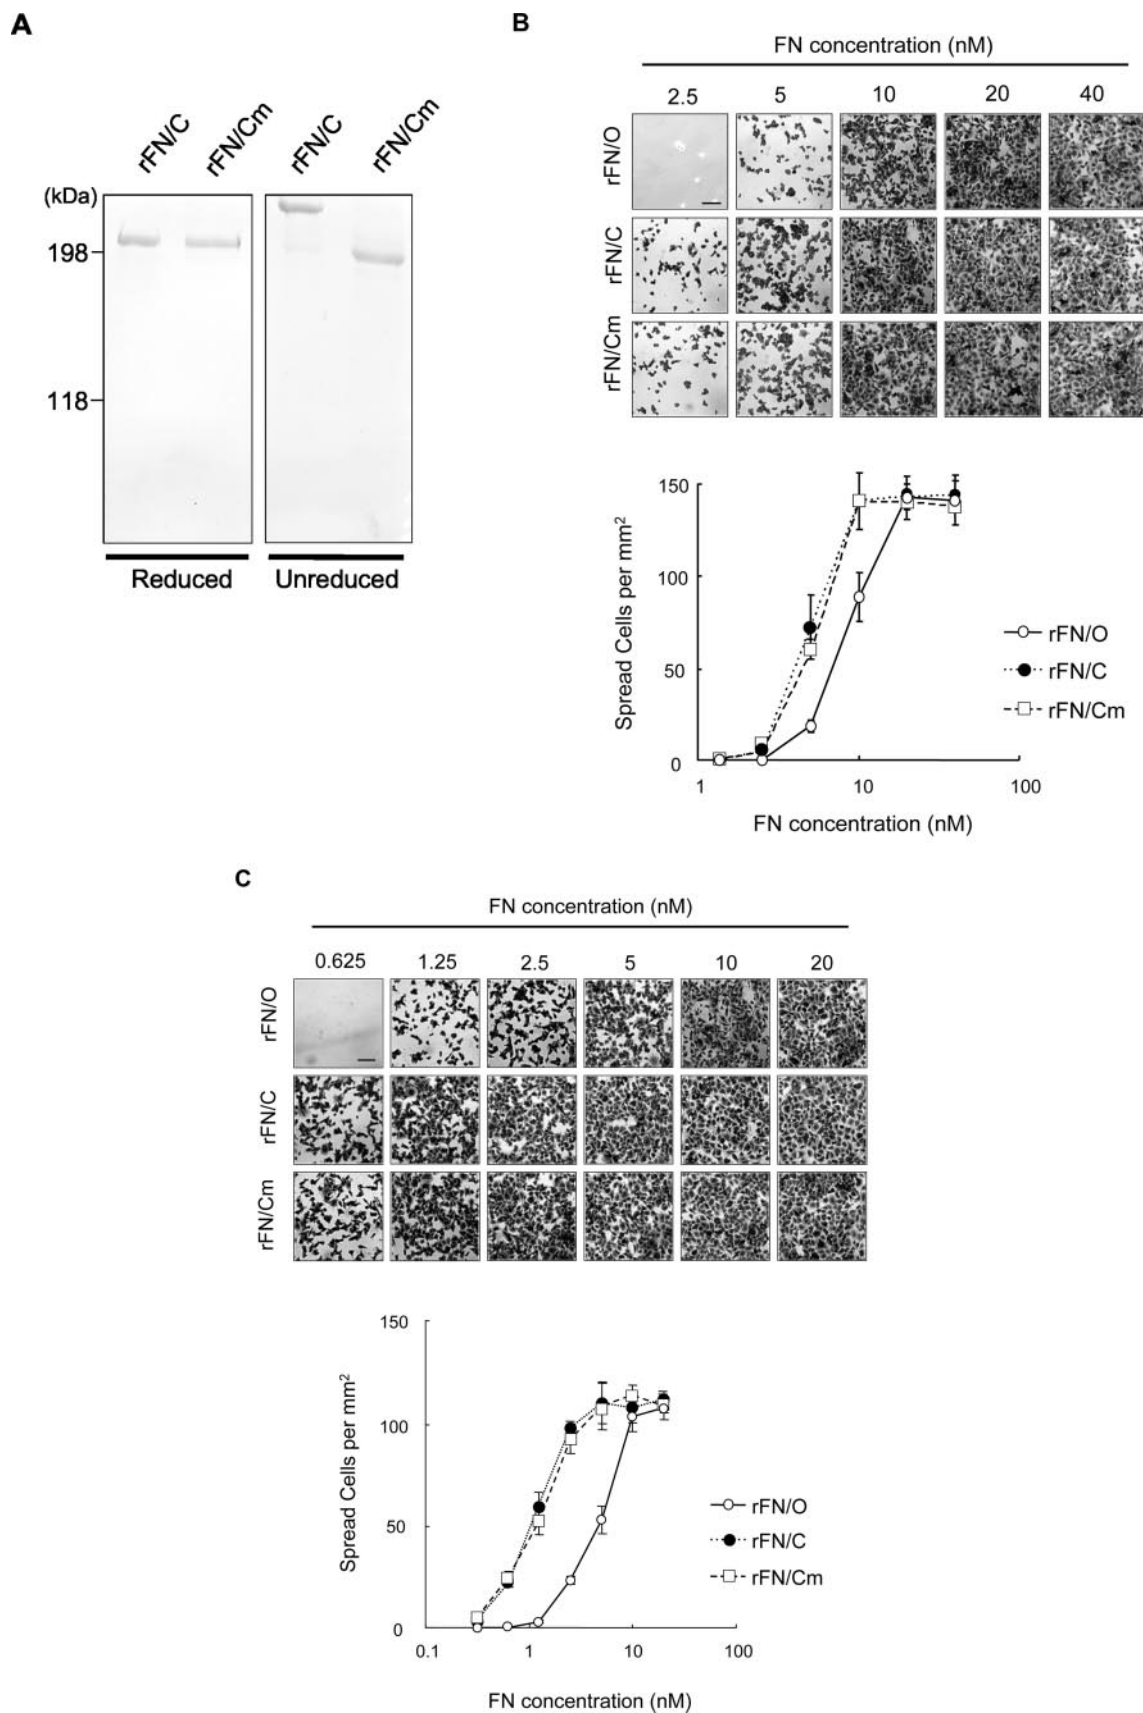 A
rFN/C
rFN/Cm
rFN/C
rFN/Cm
(kDa)
198
118
Reduced
Unreduced
B
FN concentration (nM)
2.5 5 10 20 40
rFN/O
rFN/C
rFN/Cm
150
100
50
0
Spread Cells per mm²
1 10 100
FN concentration (nM)
rFN/O
rFN/C
rFN/Cm
C
FN concentration (nM)
0.625 1.25 2.5 5 10 20
rFN/O
rFN/C
rFN/Cm
150
100
50
0
Spread Cells per mm²
0.1 1 10 100
FN concentration (nM)
rFN/O
rFN/C
rFN/Cm